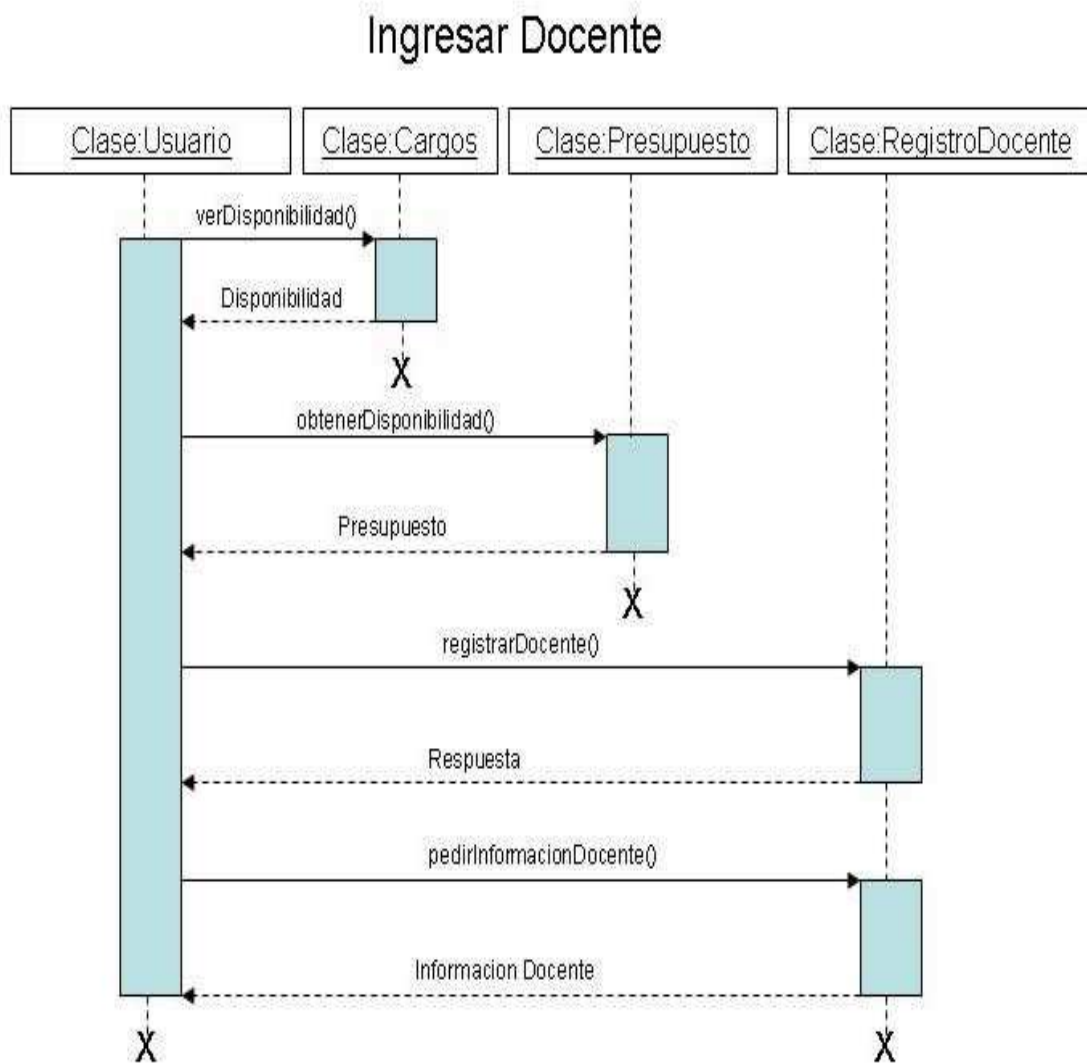 Ingresar Docente
Clase:Usuario
Clase:Cargos
Clase:Presupuesto
Clase:RegistroDocente
verDisponibilidad()
Disponibilidad
X
obtenerDisponibilidad()
Presupuesto
X
registrarDocente()
Respuesta
pedirInformacionDocente()
Informacion Docente
X
X